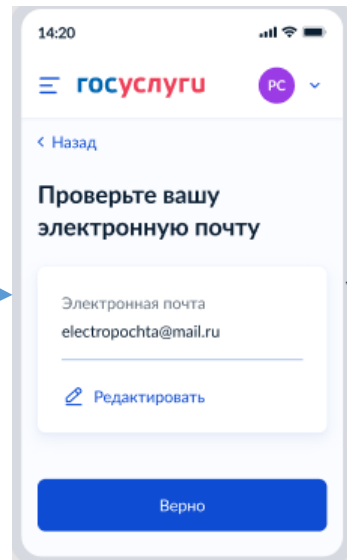 14:20
госуслуги
РС
Назад
Проверьте вашу
электронную почту
Электронная почта
electropochta@mail.ru
Редактировать
Верно